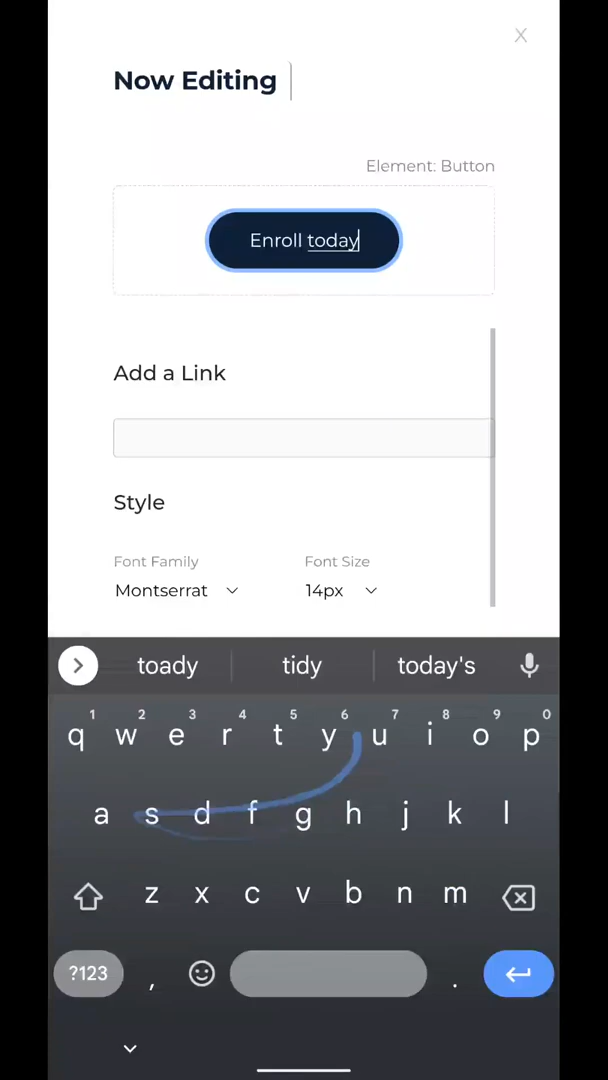 X
Now Editing
Element: Button
Enroll today
Add a Link
Style
Font Family
Font Size
Montserrat
14px
toady
tidy
today's
1 2 3 4 5 6 7 8 9 0
q w e r t y u i o p
a s d f g h j k l
z x c v b n m
?123 , .